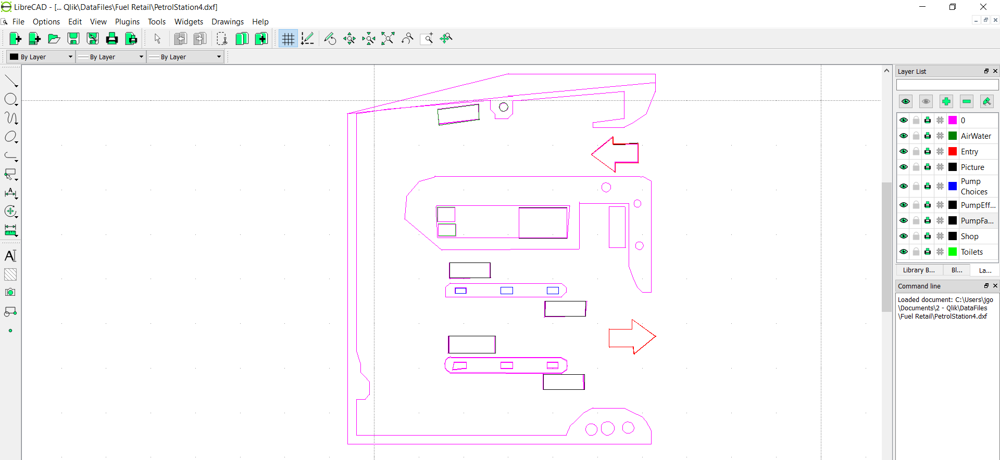 LibreCAD - [... Qlik\DataFiles\Fuel Retail\PetrolStation4.dxf]
File Options Edit View Plugins Tools Widgets Drawings Help
By Layer By Layer By Layer
Layer List
0
AirWater
Entry
Picture
Pump
Choices
PumpEff...
PumpFa...
Shop
Toilets
Library B... Bl... La...
Command line
Loaded document: C:\Users\jgo
\Documents\2 - Qlik\DataFiles
\Fuel Retail\PetrolStation4.dxf
A
A